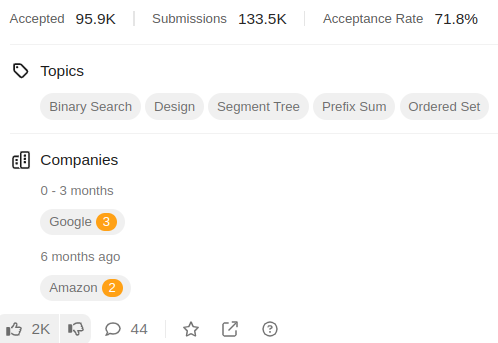 Accepted 95.9K Submissions 133.5K Acceptance Rate 71.8%
Topics
Binary Search Design Segment Tree Prefix Sum Ordered Set
Companies
0 - 3 months
Google 3
6 months ago
Amazon 2
2K 44